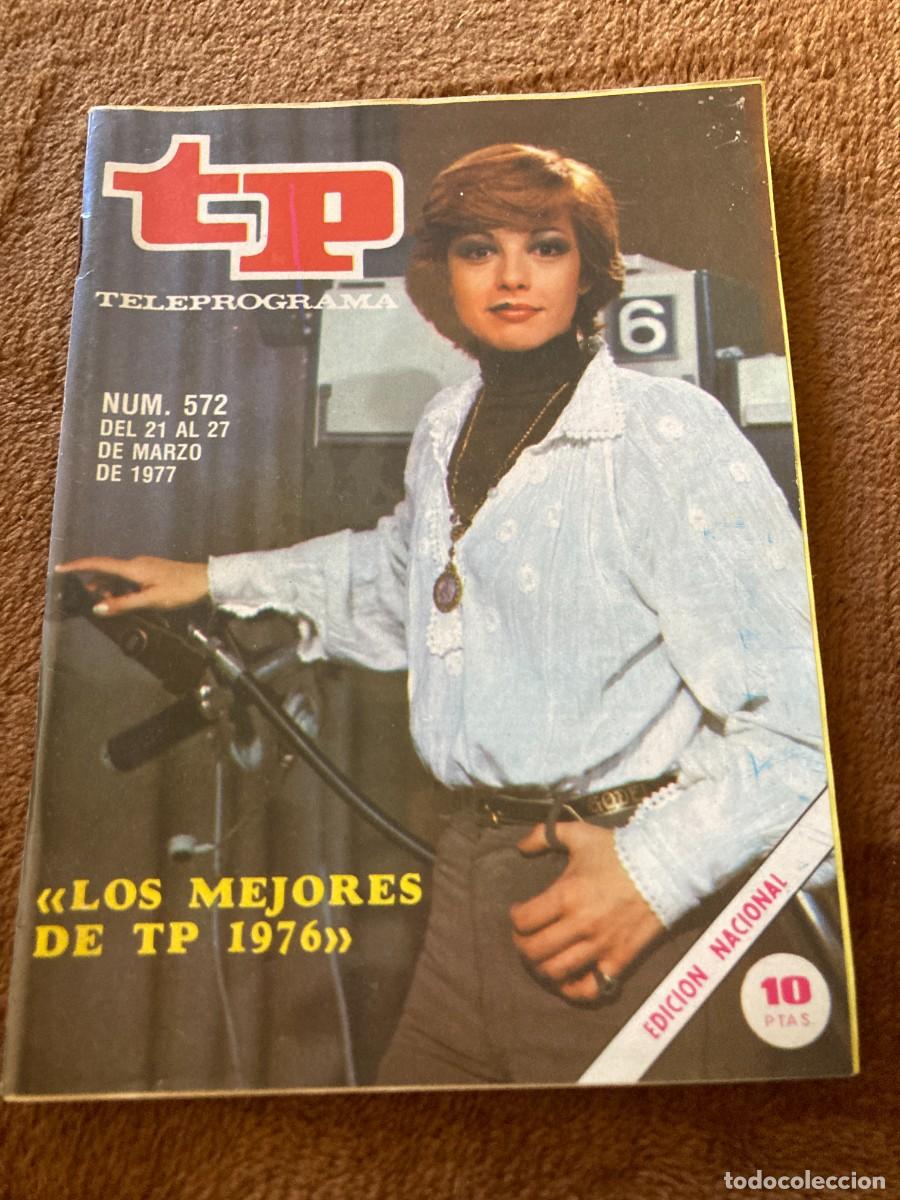 tp
TELEPROGRAMA
6
NUM. 572
DEL 21 AL 27
DE MARZO
DE 1977
«LOS MEJORES
DE TP 1976»
EDICION NACIONAL
10
PTAS.
todocoleccion